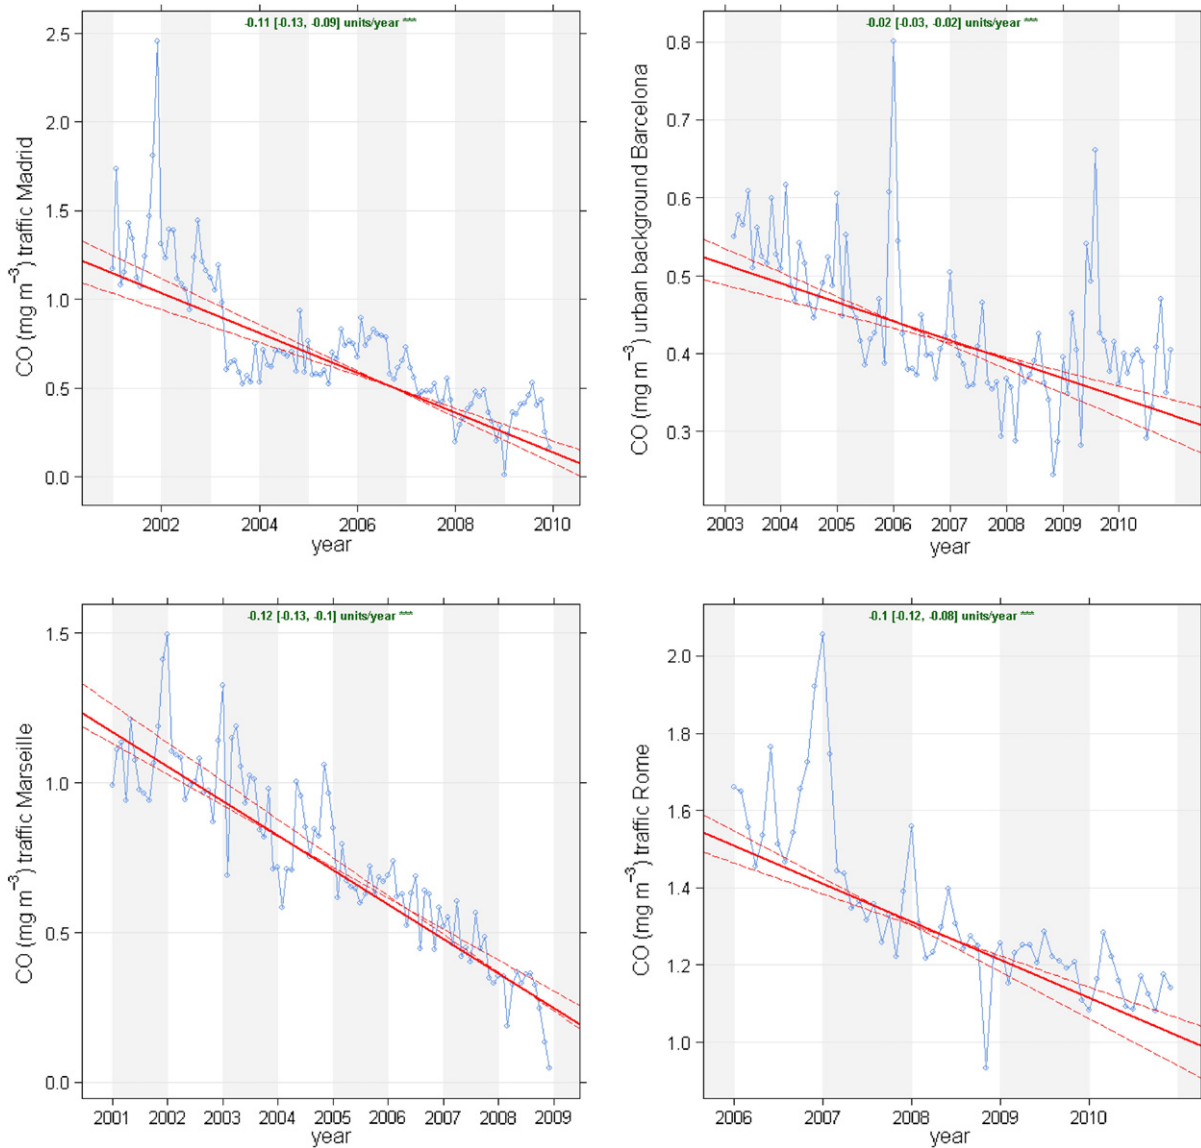 -0.11 [-0.13, -0.09] units/year ***
CO (mg m⁻³) traffic Madrid
2.5
2.0
1.5
1.0
0.5
0.0
2002 2004 2006 2008 2010
year
-0.02 [-0.03, -0.02] units/year ***
CO (mg m⁻³) urban background Barcelona
0.8
0.7
0.6
0.5
0.4
0.3
2003 2004 2005 2006 2007 2008 2009 2010
year
-0.12 [-0.13, -0.1] units/year ***
CO (mg m⁻³) traffic Marseille
1.5
1.0
0.5
0.0
2001 2002 2003 2004 2005 2006 2007 2008 2009
year
-0.1 [-0.12, -0.08] units/year ***
CO (mg m⁻³) traffic Rome
2.0
1.8
1.6
1.4
1.2
1.0
2006 2007 2008 2009 2010
year